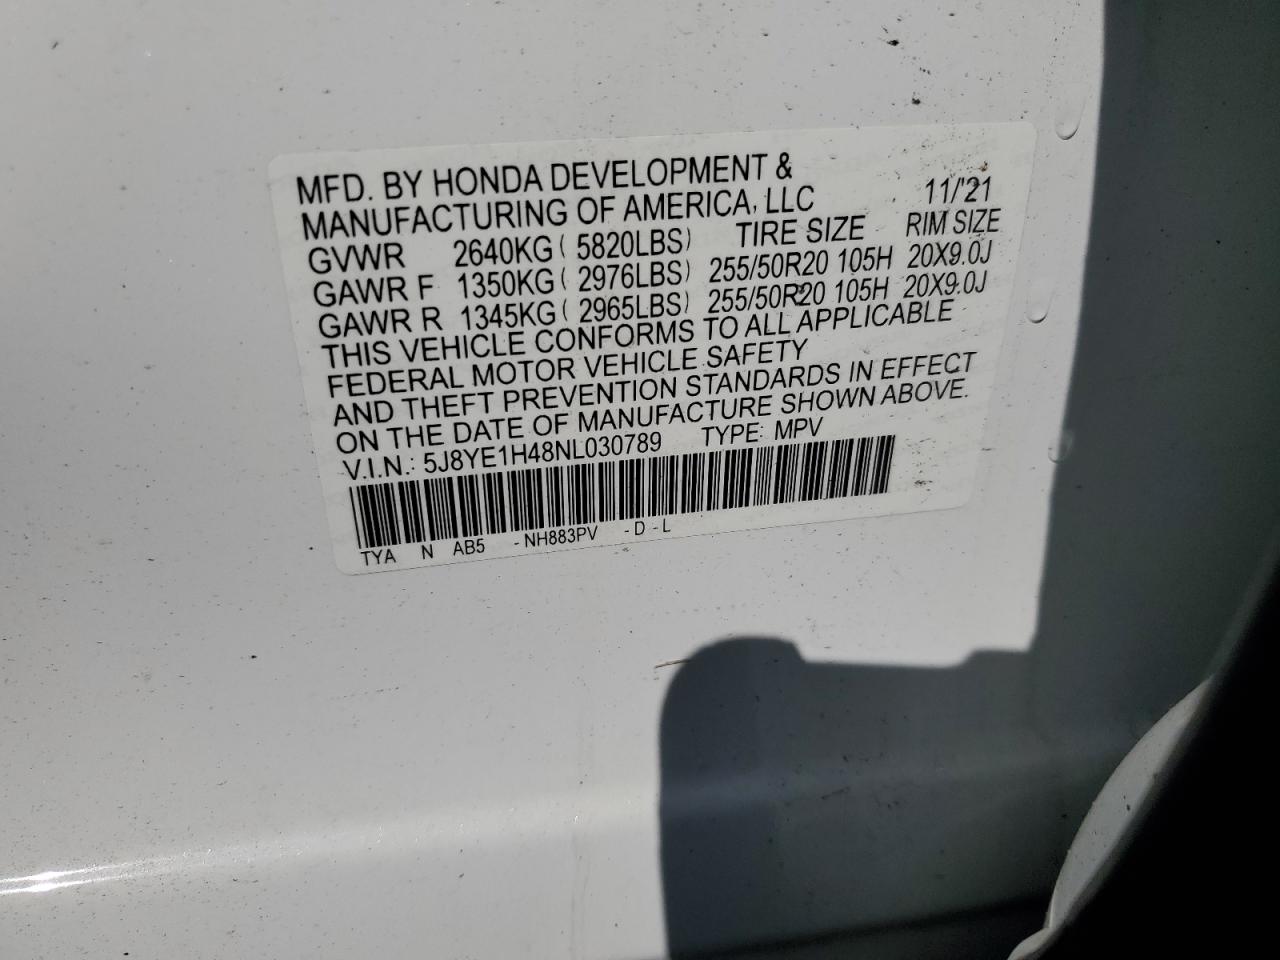 MFD. BY HONDA DEVELOPMENT &
MANUFACTURING OF AMERICA, LLC 11/'21
GVWR 2640KG ( 5820LBS) TIRE SIZE RIM SIZE
GAWR F 1350KG ( 2976LBS) 255/50R20 105H 20X9.0J
GAWR R 1345KG ( 2965LBS) 255/50R20 105H 20X9.0J
THIS VEHICLE CONFORMS TO ALL APPLICABLE
FEDERAL MOTOR VEHICLE SAFETY
AND THEFT PREVENTION STANDARDS IN EFFECT
ON THE DATE OF MANUFACTURE SHOWN ABOVE.
V.I.N.: 5J8YE1H48NL030789 TYPE: MPV
TYA N AB5 -NH883PV -D-L